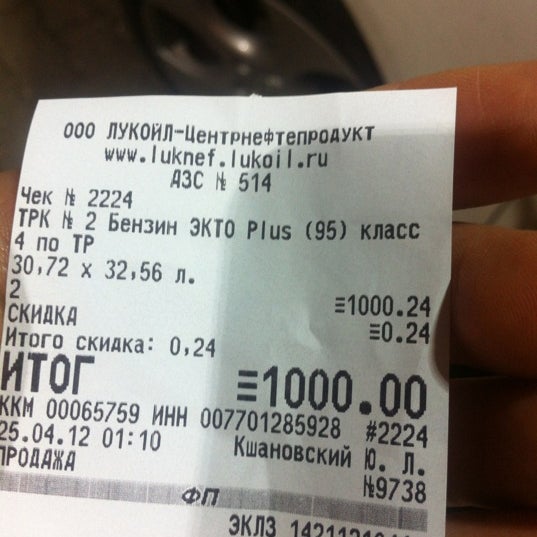 ООО ЛУКОЙЛ-Центрнефтепродукт
www.luknef.lukoil.ru
АЗС № 514
Чек № 2224
ТРК № 2 Бензин ЭКТО Plus (95) класс
4 по ТР
30,72 x 32,56 л.
2 ≡1000.24
СКИДКА ≡0.24
Итого скидка: 0,24
ИТОГ ≡1000.00
ККМ 00065759 ИНН 007701285928 #2224
25.04.12 01:10 Кшановский Ю. Л.
ПРОДАЖА №9738
ФП
ЭКЛЗ